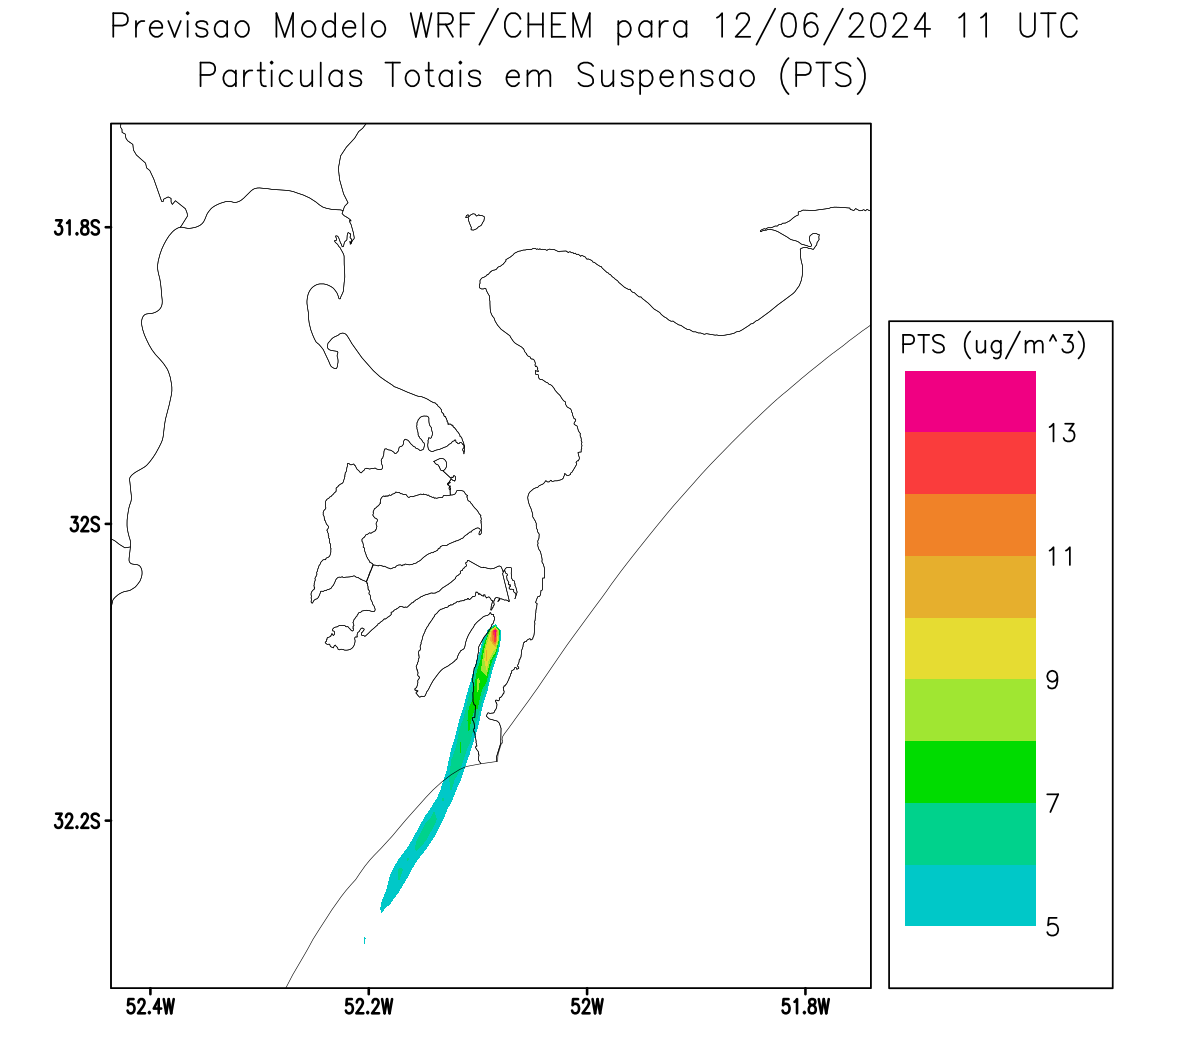 Previsao Modelo WRF/CHEM para 12/06/2024 11 UTC
Particulas Totais em Suspensao (PTS)
31.8S
32S
32.2S
52.4W
52.2W
52W
51.8W
PTS (ug/m^3)
13
11
9
7
5